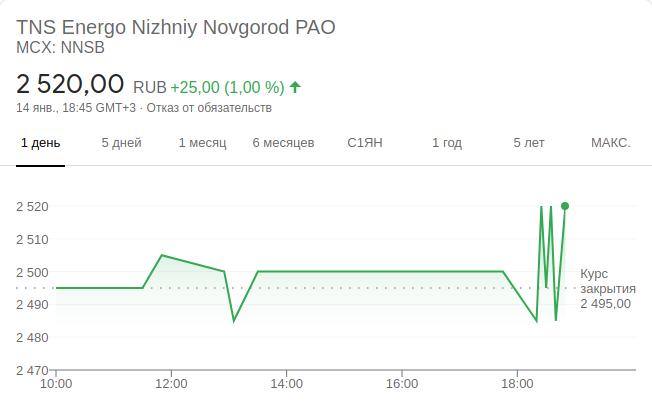 TNS Energo Nizhniy Novgorod PAO
MCX: NNSB
2 520,00 RUB +25,00 (1,00 %)
14 янв., 18:45 GMT+3 · Отказ от обязательств
1 день 5 дней 1 месяц 6 месяцев С1ЯН 1 год 5 лет МАКС.
2 520
2 510
2 500
2 490
2 480
2 470
Курс
закрытия
2 495,00
10:00 12:00 14:00 16:00 18:00